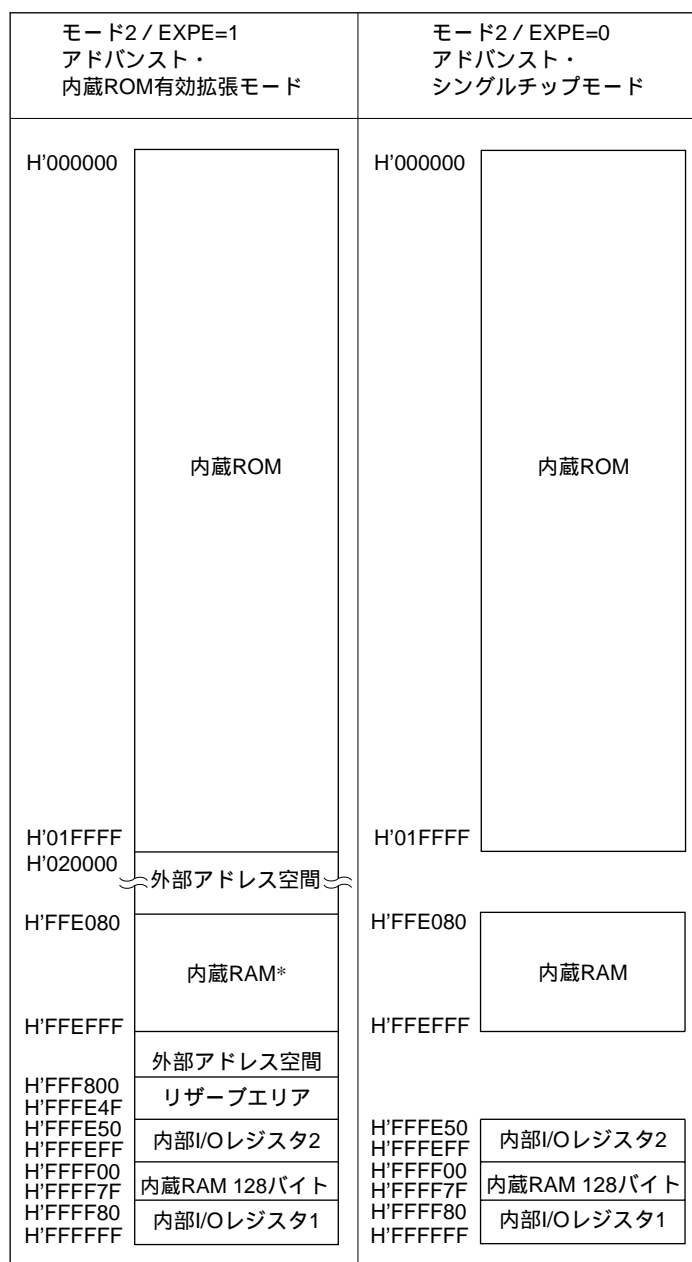 モード2 / EXPE=1
アドバンスト・
内蔵ROM有効拡張モード
モード2 / EXPE=0
アドバンスト・
シングルチップモード
H'000000
内蔵ROM
H'01FFFF
H'020000
外部アドレス空間
H'FFE080
内蔵RAM*
H'FFEFFF
外部アドレス空間
H'FFF800
リザーブエリア
H'FFFE4F
H'FFFE50
内部I/Oレジスタ2
H'FFFEFF
H'FFFF00
内蔵RAM 128バイト
H'FFFF7F
H'FFFF80
内部I/Oレジスタ1
H'FFFFFF
H'000000
内蔵ROM
H'01FFFF
H'FFE080
内蔵RAM
H'FFEFFF
H'FFFE50
内部I/Oレジスタ2
H'FFFEFF
H'FFFF00
内蔵RAM 128バイト
H'FFFF7F
H'FFFF80
内部I/Oレジスタ1
H'FFFFFF